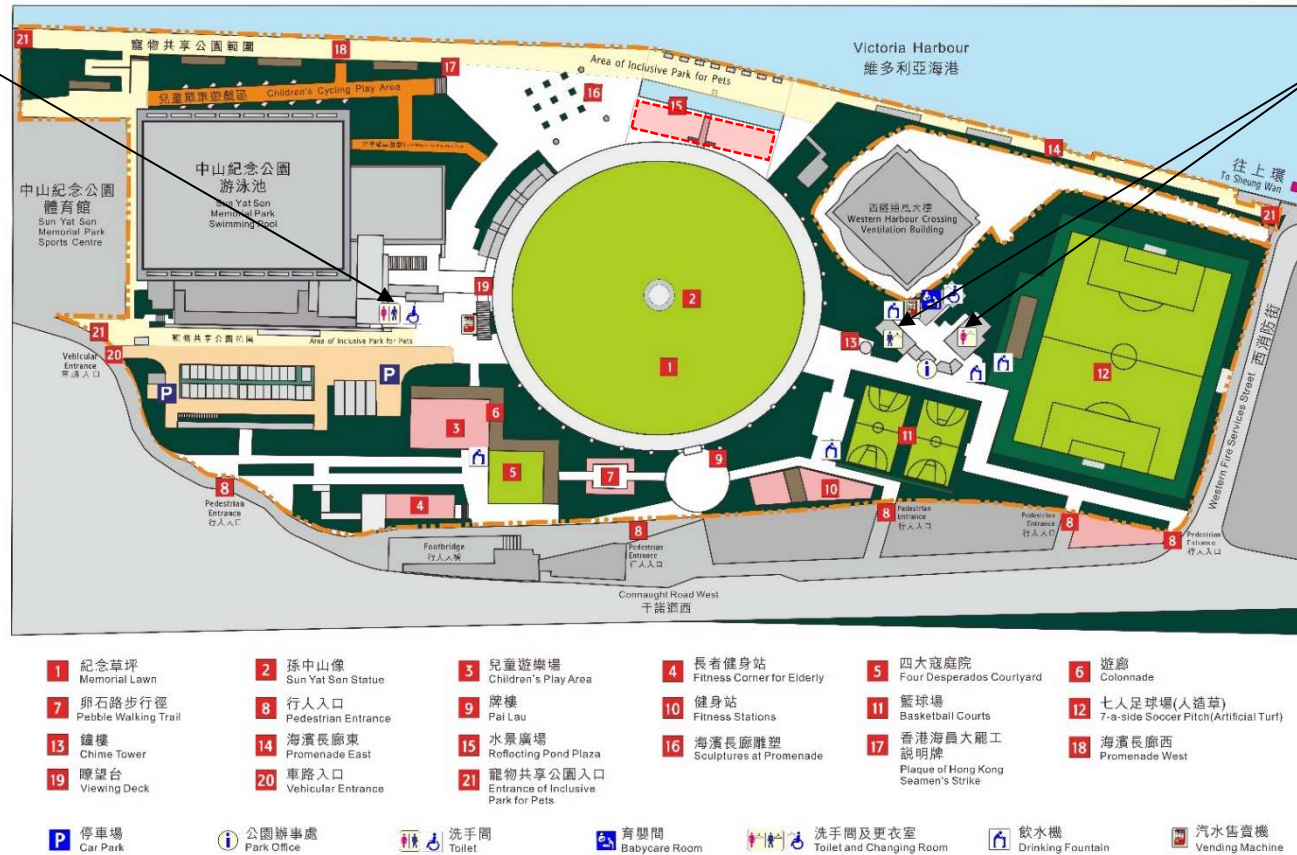 21
寵物共享公園範圍
18
17
兒童單車遊戲區 Children's Cycling Play Area
Area of Inclusive Park for Pets
16
15
Victoria Harbour
維多利亞海港
14
往上環
To Sheung Wan
21
中山紀念公園
體育館
Sun Yat Sen
Memorial Park
Sports Centre
中山紀念公園
游泳池
Sun Yat Sen
Memorial Park
Swimming Pool
Western Harbour Crossing
Ventilation Building
19
2
1
13
12
西消防街
Western Fire Services Street
21
Area of Inclusive Park for Pets
20
Vehicular
Entrance
車路入口
P
P
3
6
5
4
7
9
10
11
8
Pedestrian
Entrance
行人入口
Footbridge
行人天橋
8
Pedestrian
Entrance
行人入口
8
Pedestrian
Entrance
行人入口
Pedestrian
Entrance
行人入口
8
8
Pedestrian
Entrance
行人入口
Connaught Road West
干諾道西
1 紀念草坪
Memorial Lawn
2 孫中山像
Sun Yat Sen Statue
3 兒童遊樂場
Children's Play Area
4 長者健身站
Fitness Corner for Elderly
5 四大寇庭院
Four Desperados Courtyard
6 遊廊
Colonnade
7 卵石路步行徑
Pebble Walking Trail
8 行人入口
Pedestrian Entrance
9 牌樓
Pai Lau
10 健身站
Fitness Stations
11 籃球場
Basketball Courts
12 七人足球場(人造草)
7-a-side Soccer Pitch(Artificial Turf)
13 鐘樓
Chime Tower
14 海濱長廊東
Promenade East
15 水景廣場
Reflecting Pond Plaza
16 海濱長廊雕塑
Sculptures at Promenade
17 香港海員大罷工
説明牌
Plaque of Hong Kong
Seamen's Strike
18 海濱長廊西
Promenade West
19 瞭望台
Viewing Deck
20 車路入口
Vehicular Entrance
21 寵物共享公園入口
Entrance of Inclusive
Park for Pets
P 停車場
Car Park
i 公園辦事處
Park Office
洗手間
Toilet
育嬰間
Babycare Room
洗手間及更衣室
Toilet and Changing Room
飲水機
Drinking Fountain
汽水售賣機
Vending Machine